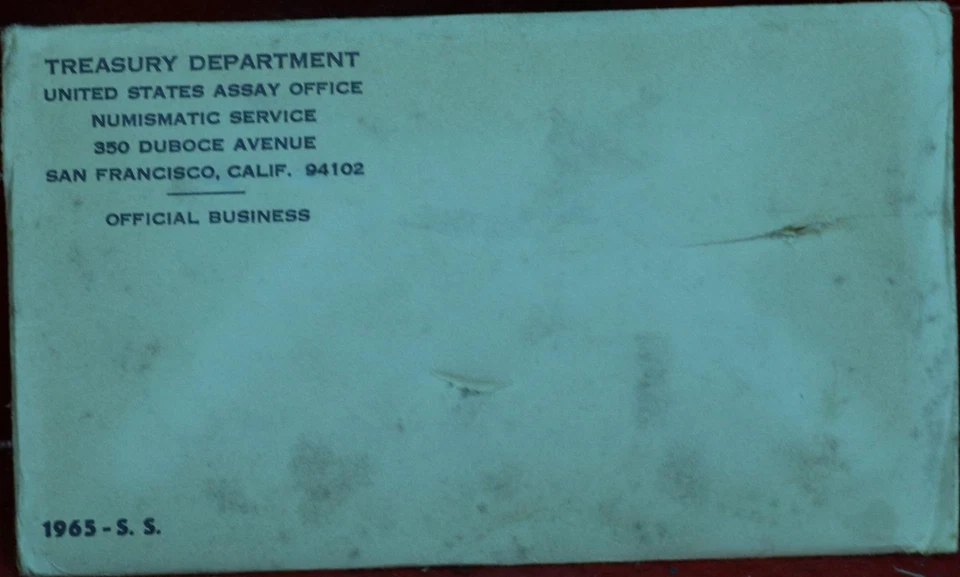 TREASURY DEPARTMENT
UNITED STATES ASSAY OFFICE
NUMISMATIC SERVICE
350 DUBOCE AVENUE
SAN FRANCISCO, CALIF. 94102
OFFICIAL BUSINESS
1965 - S. S.